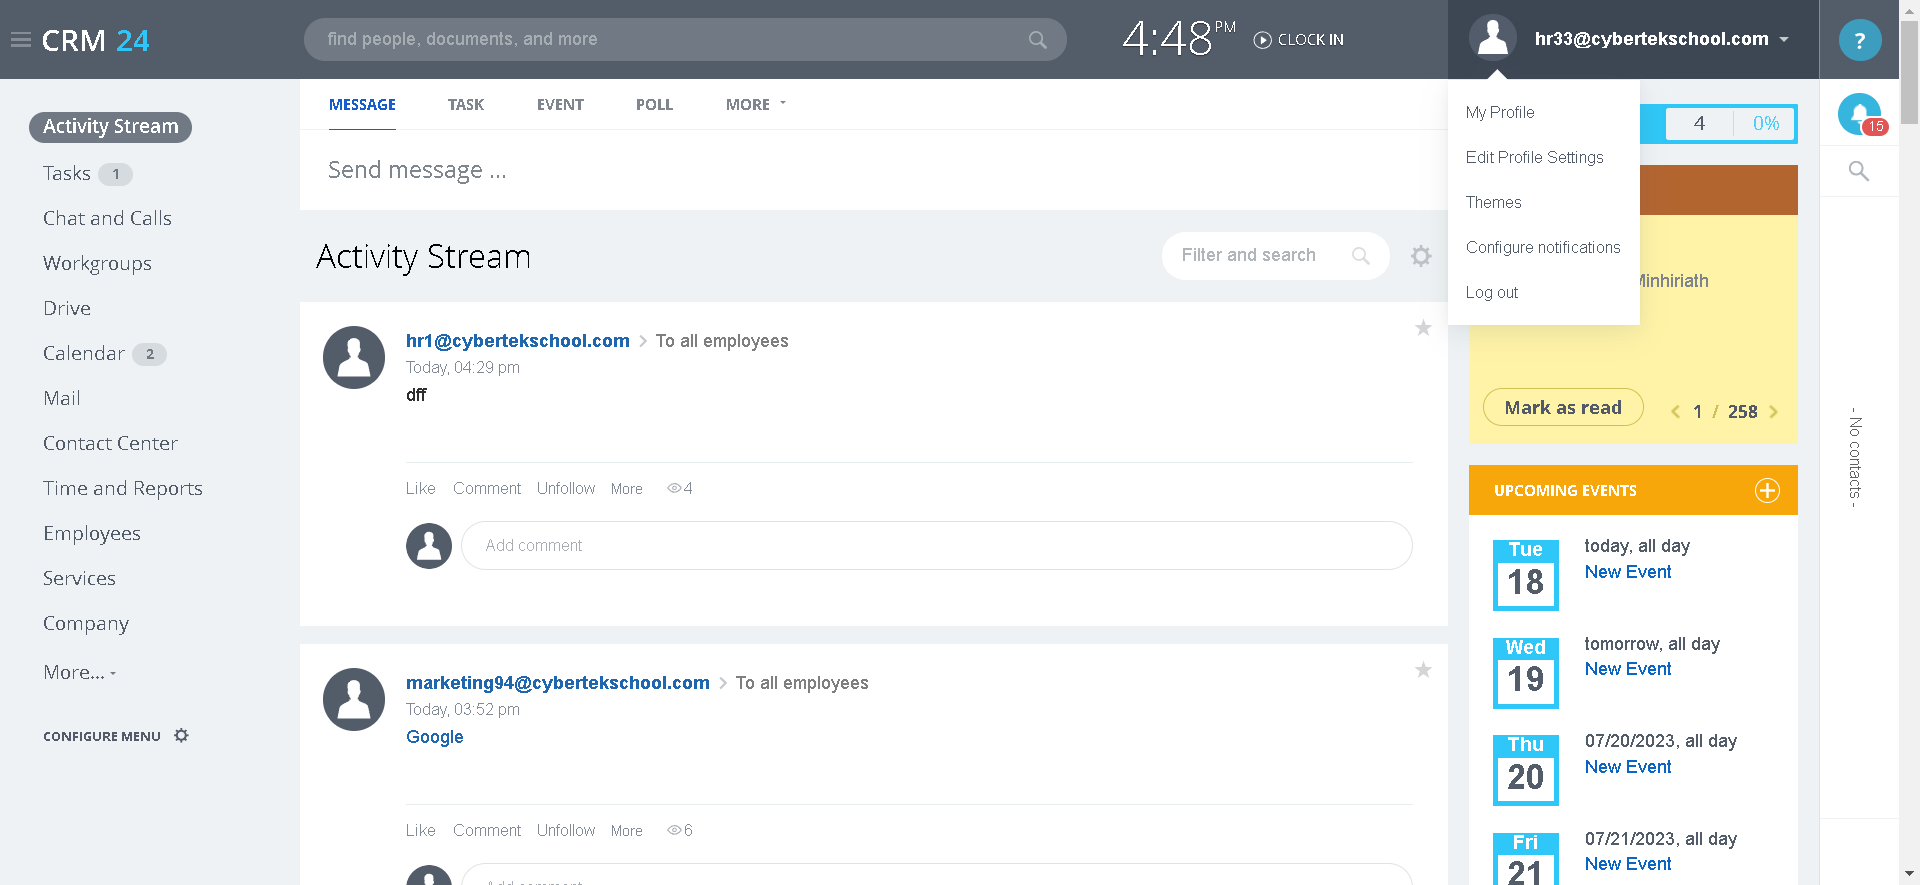 CRM 24
find people, documents, and more
4:48 PM
CLOCK IN
hr33@cybertekschool.com
?
MESSAGE
TASK
EVENT
POLL
MORE
Send message ...
My Profile
Edit Profile Settings
Themes
Configure notifications
Log out
4
0%
15
Activity Stream
Tasks 1
Chat and Calls
Workgroups
Drive
Calendar 2
Mail
Contact Center
Time and Reports
Employees
Services
Company
More...
CONFIGURE MENU
Activity Stream
Filter and search
hr1@cybertekschool.com > To all employees
Today, 04:29 pm
dff
Like Comment Unfollow More 4
Add comment
marketing94@cybertekschool.com > To all employees
Today, 03:52 pm
Google
Like Comment Unfollow More 6
Add comment
Minhiriath
Mark as read
1 / 258
UPCOMING EVENTS
Tue
18
today, all day
New Event
Wed
19
tomorrow, all day
New Event
Thu
20
07/20/2023, all day
New Event
Fri
21
07/21/2023, all day
New Event
- No contacts -